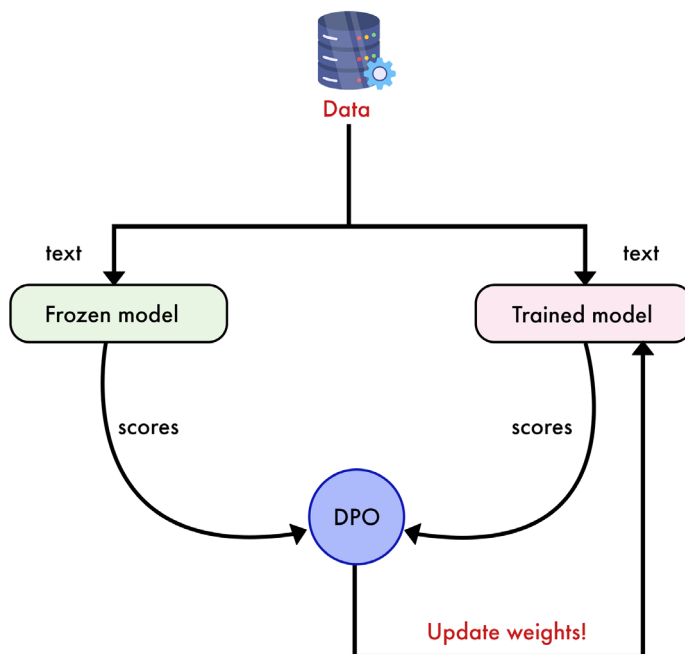 Data
text
text
Frozen model
Trained model
scores
scores
DPO
Update weights!